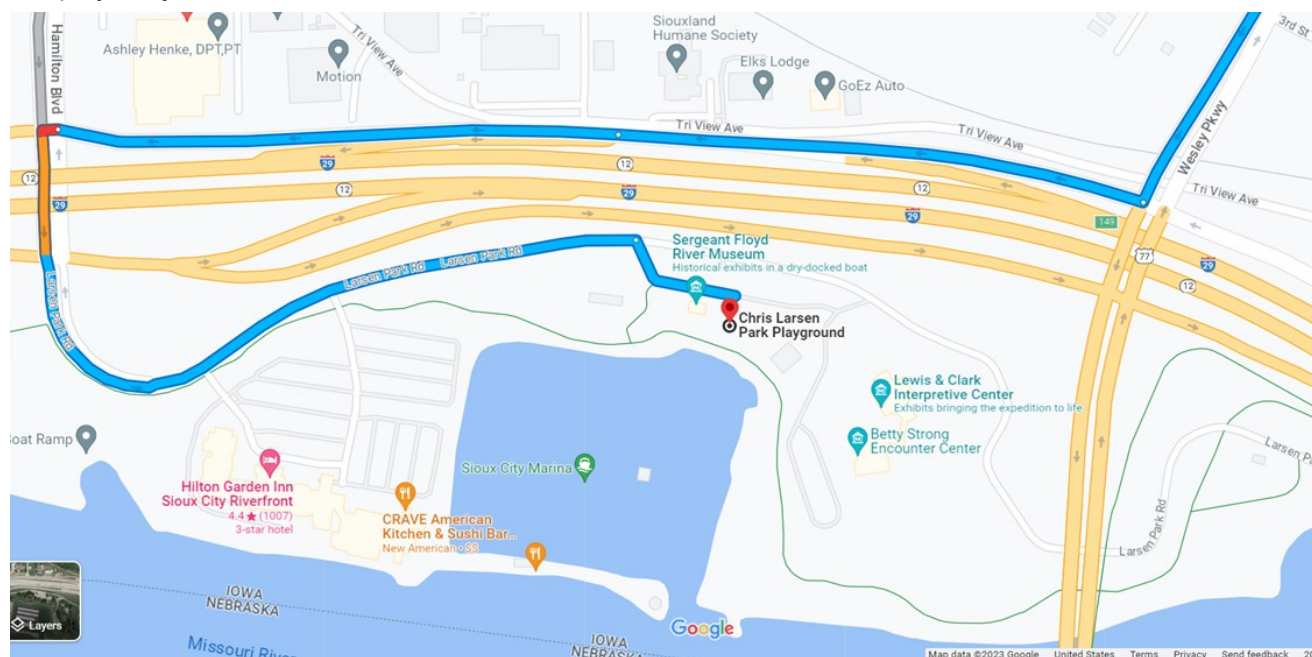 Hamilton Blvd
Ashley Henke, DPT,PT
Motion
Tri View Ave
Siouxland
Humane Society
Elks Lodge
GoEz Auto
3rd St
Wesley Pkwy
Tri View Ave
Tri View Ave
Tri View Ave
12
29
12
12
29
12
29
149
77
29
12
Larsen Park Rd
Larsen Park Rd
Larsen Park Rd
Sergeant Floyd
River Museum
Historical exhibits in a dry-docked boat
Chris Larsen
Park Playground
Lewis & Clark
Interpretive Center
Exhibits bringing the expedition to life
Betty Strong
Encounter Center
Boat Ramp
Sioux City Marina
Hilton Garden Inn
Sioux City Riverfront
4.4★(1007)
3-star hotel
CRAVE American
Kitchen & Sushi Bar...
New American • $$
Larsen Park Rd
Larsen Pa
IOWA
NEBRASKA
IOWA
NEBRASKA
Missouri River
Layers
Google
Map data ©2023 Google United States Terms Privacy Send feedback 20